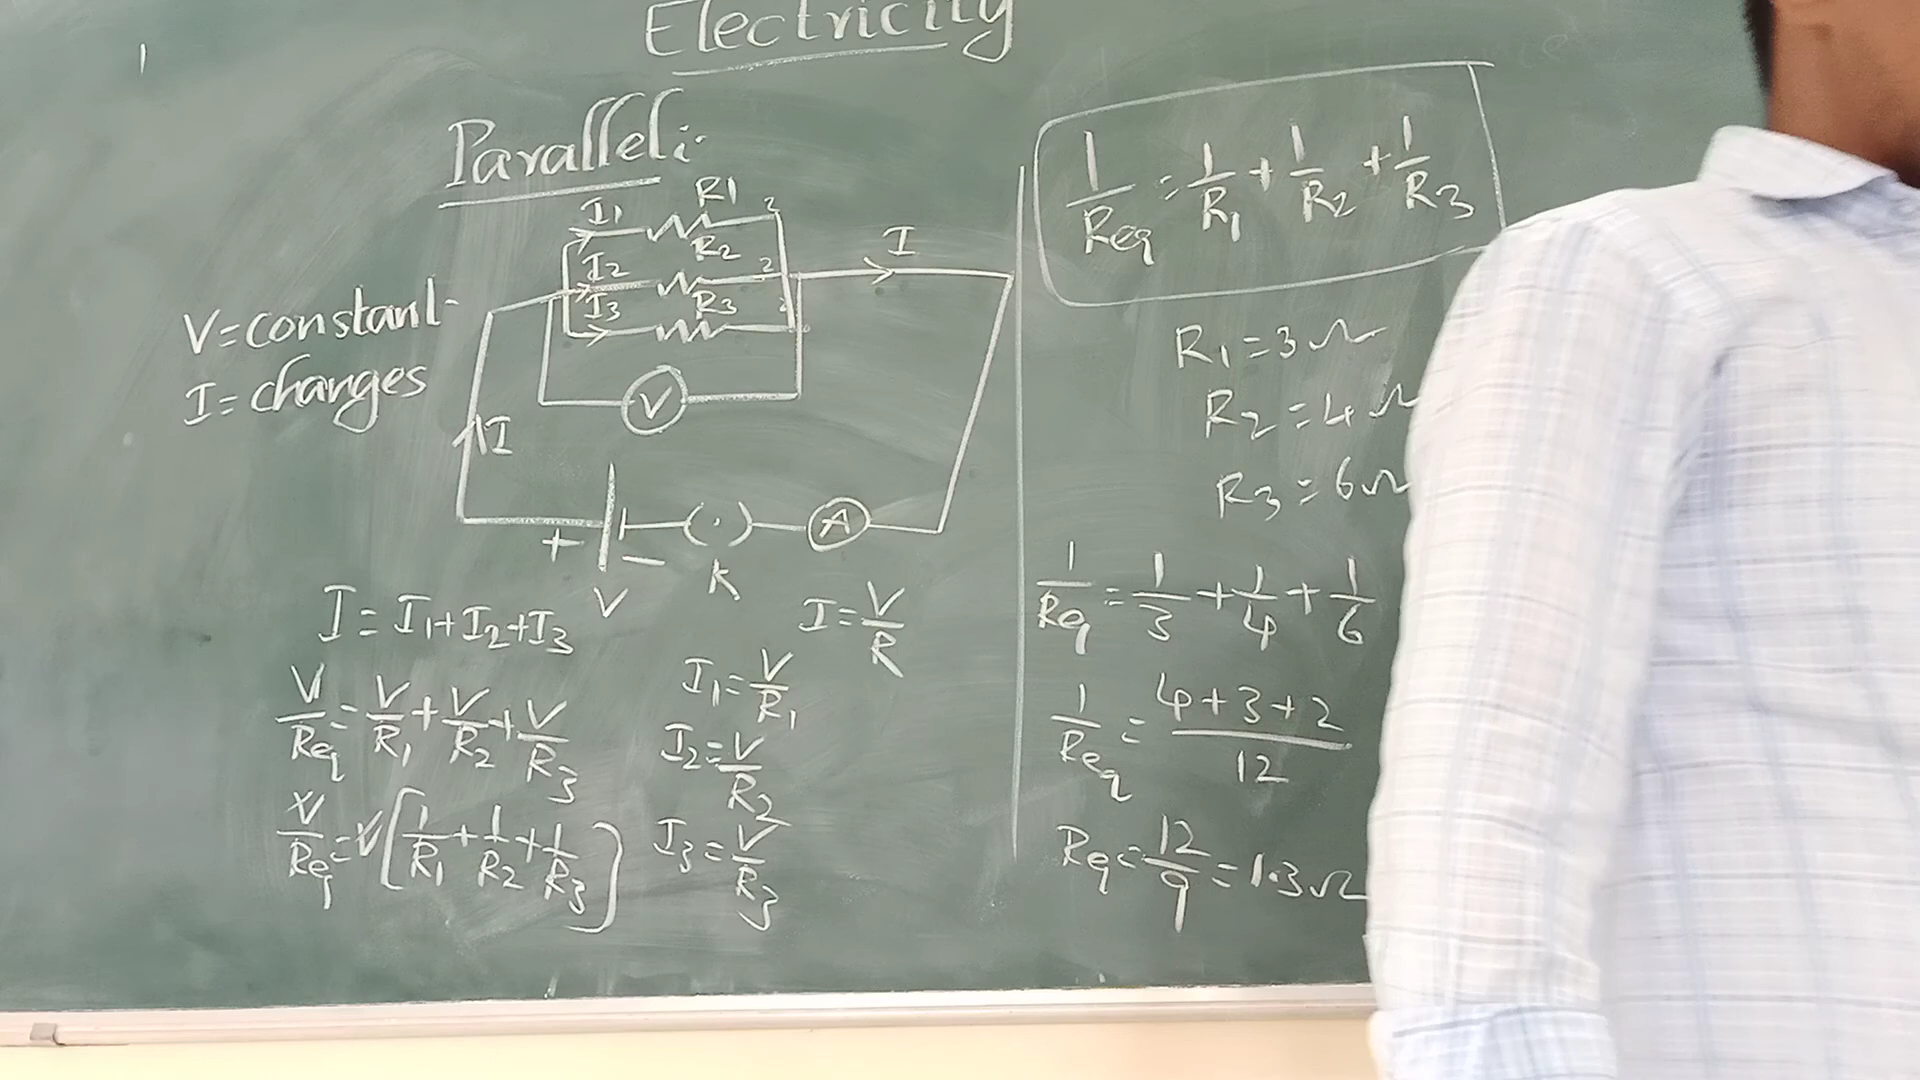 Electricity
Parallel:
I1 R1
I2 R2
I3 R3
I
V=constant
I=changes
V
I
+ − K A
V
I=I1+I2+I3
I=V/R
V/Req=V/R1+V/R2+V/R3
I1=V/R1
I2=V/R2
V/Req=V(1/R1+1/R2+1/R3)
I3=V/R3
1/Req=1/R1+1/R2+1/R3
R1=3Ω
R2=4Ω
R3=6Ω
1/Req=1/3+1/4+1/6
1/Req=4+3+2/12
Req=12/9=1.3Ω